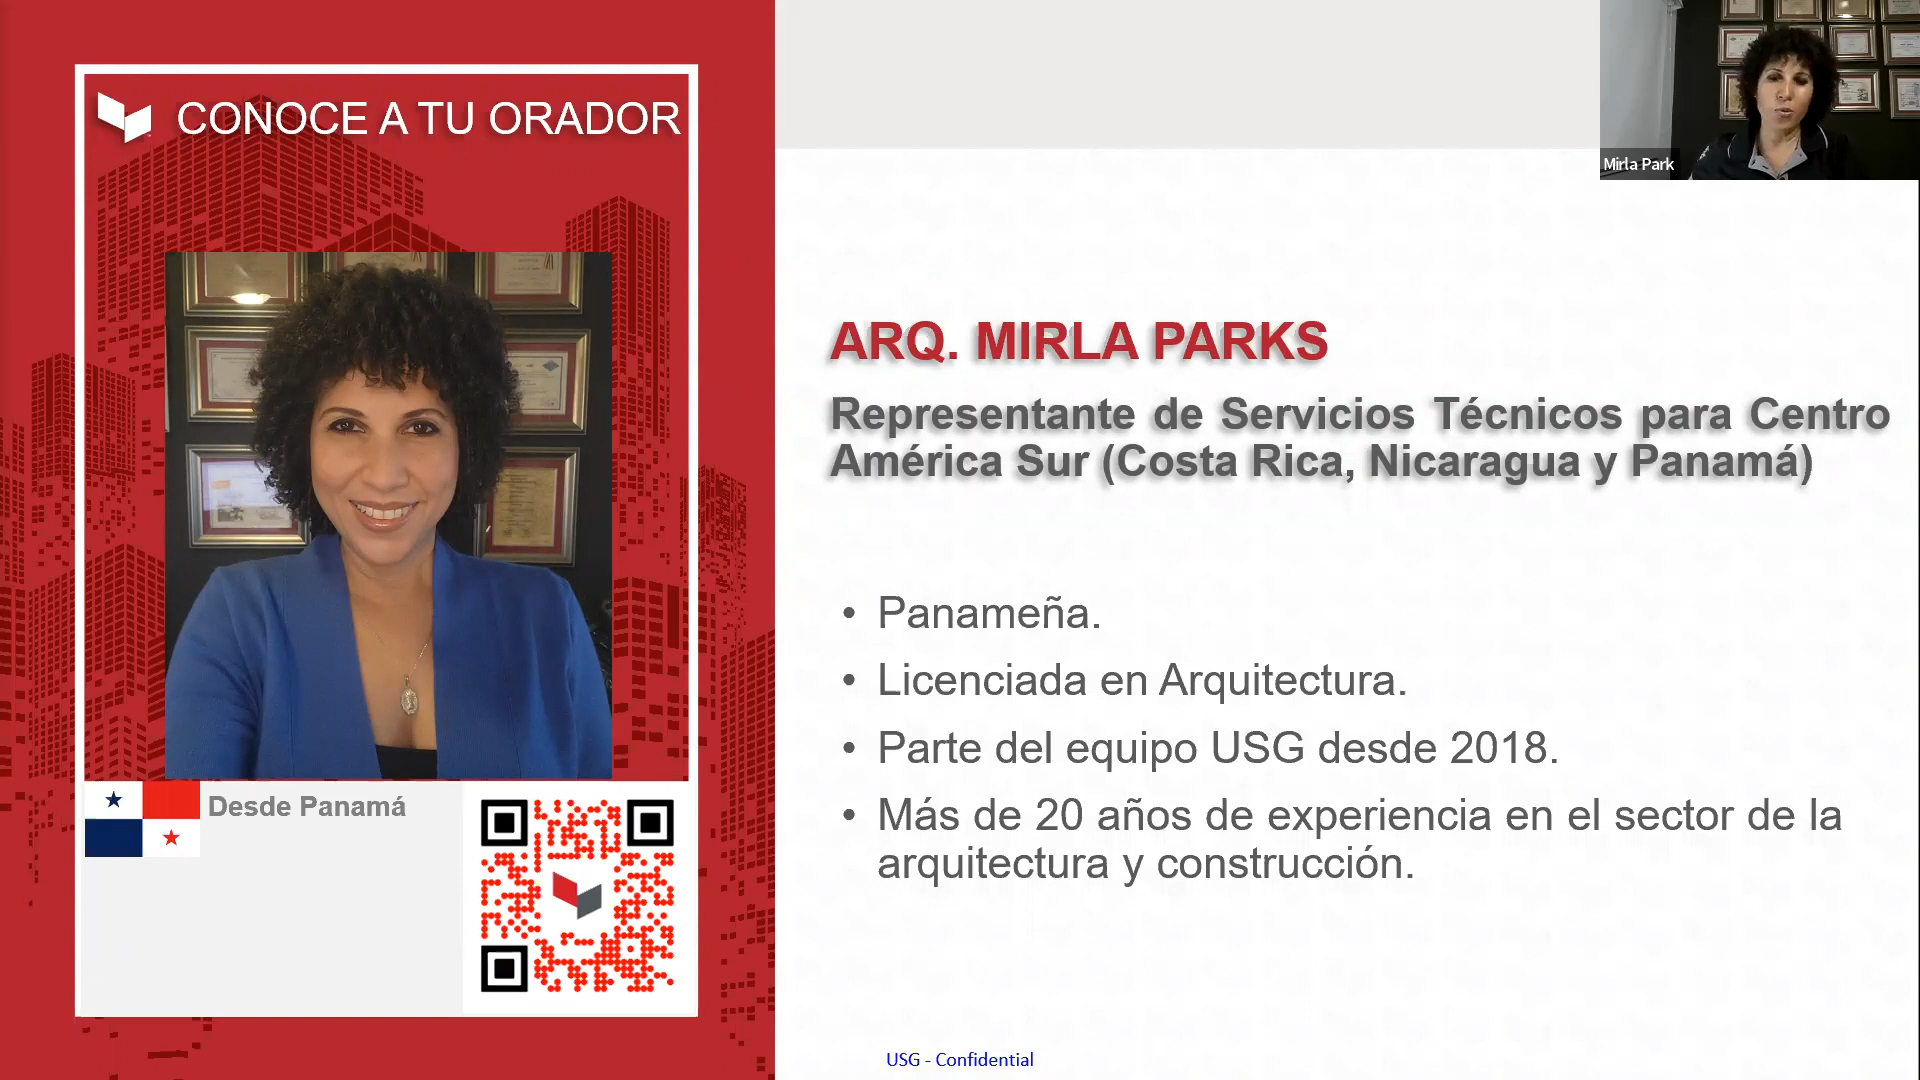 CONOCE A TU ORADOR
Desde Panamá
Mirla Park
ARQ. MIRLA PARKS
Representante de Servicios Técnicos para Centro
América Sur (Costa Rica, Nicaragua y Panamá)
• Panameña.
• Licenciada en Arquitectura.
• Parte del equipo USG desde 2018.
• Más de 20 años de experiencia en el sector de la
arquitectura y construcción.
USG - Confidential